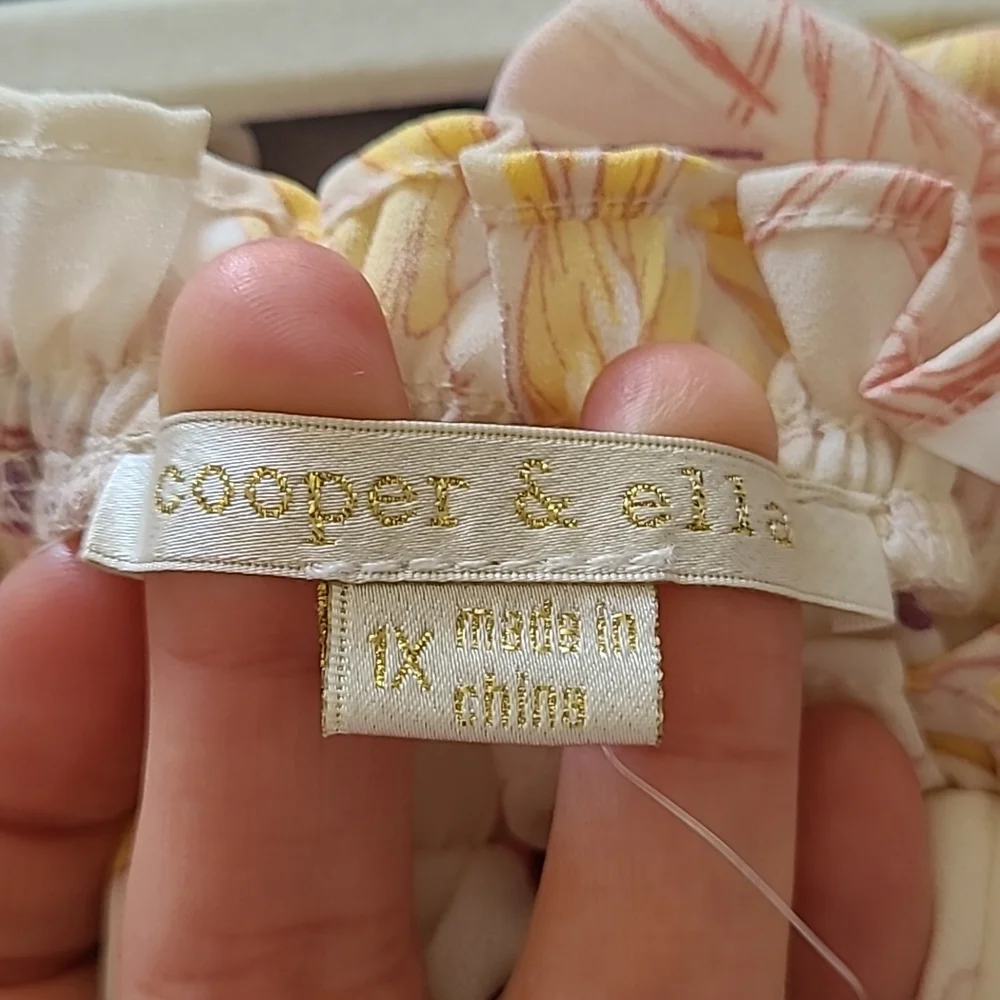 cooper & ella
1X
made in
china